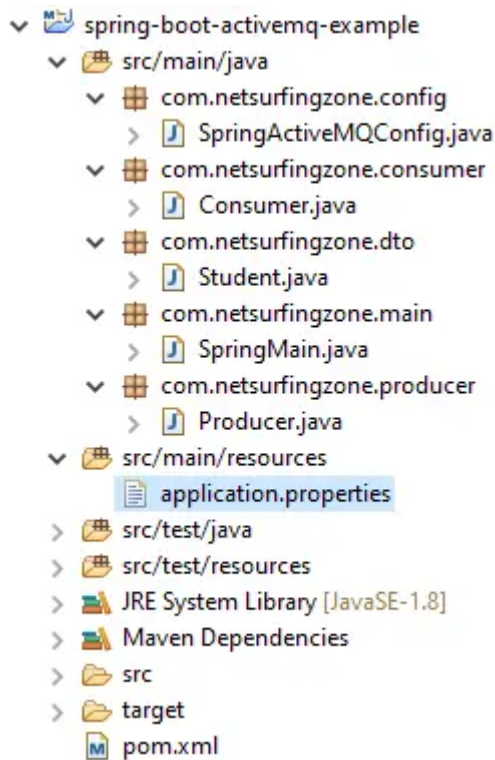 spring-boot-activemq-example
src/main/java
com.netsurfingzone.config
SpringActiveMQConfig.java
com.netsurfingzone.consumer
Consumer.java
com.netsurfingzone.dto
Student.java
com.netsurfingzone.main
SpringMain.java
com.netsurfingzone.producer
Producer.java
src/main/resources
application.properties
src/test/java
src/test/resources
JRE System Library [JavaSE-1.8]
Maven Dependencies
src
target
pom.xml